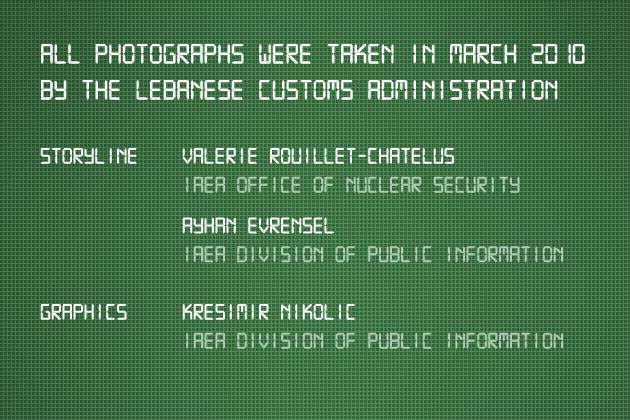 ALL PHOTOGRAPHS WERE TAKEN IN MARCH 2010
BY THE LEBANESE CUSTOMS ADMINISTRATION
STORYLINE VALERIE ROUILLET-CHATELUS
IAEA OFFICE OF NUCLEAR SECURITY
AYHAN EVRENSEL
IAEA DIVISION OF PUBLIC INFORMATION
GRAPHICS KRESIMIR NIKOLIC
IAEA DIVISION OF PUBLIC INFORMATION